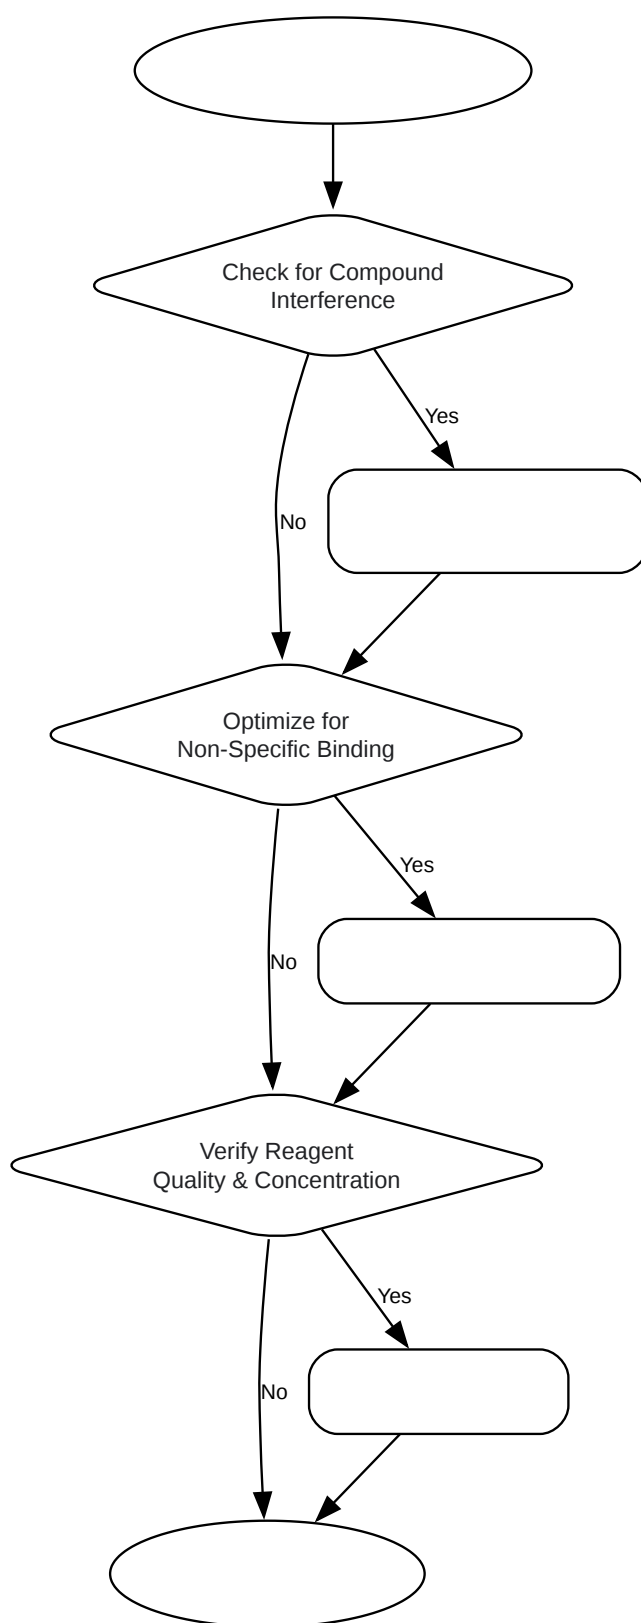 Check for Compound
Interference
Yes
No
Optimize for
Non-Specific Binding
Yes
No
Verify Reagent
Quality & Concentration
Yes
No